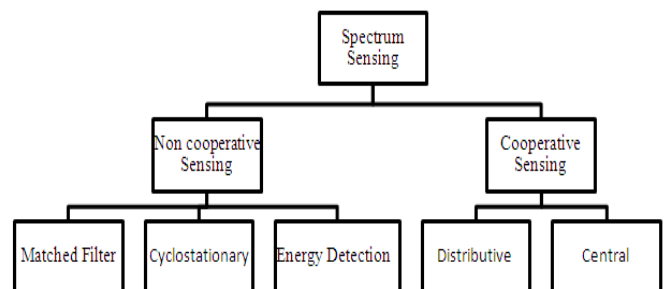 Spectrum
Sensing
Non cooperative
Sensing
Cooperative
Sensing
Matched Filter
Cyclostationary
Energy Detection
Distributive
Central